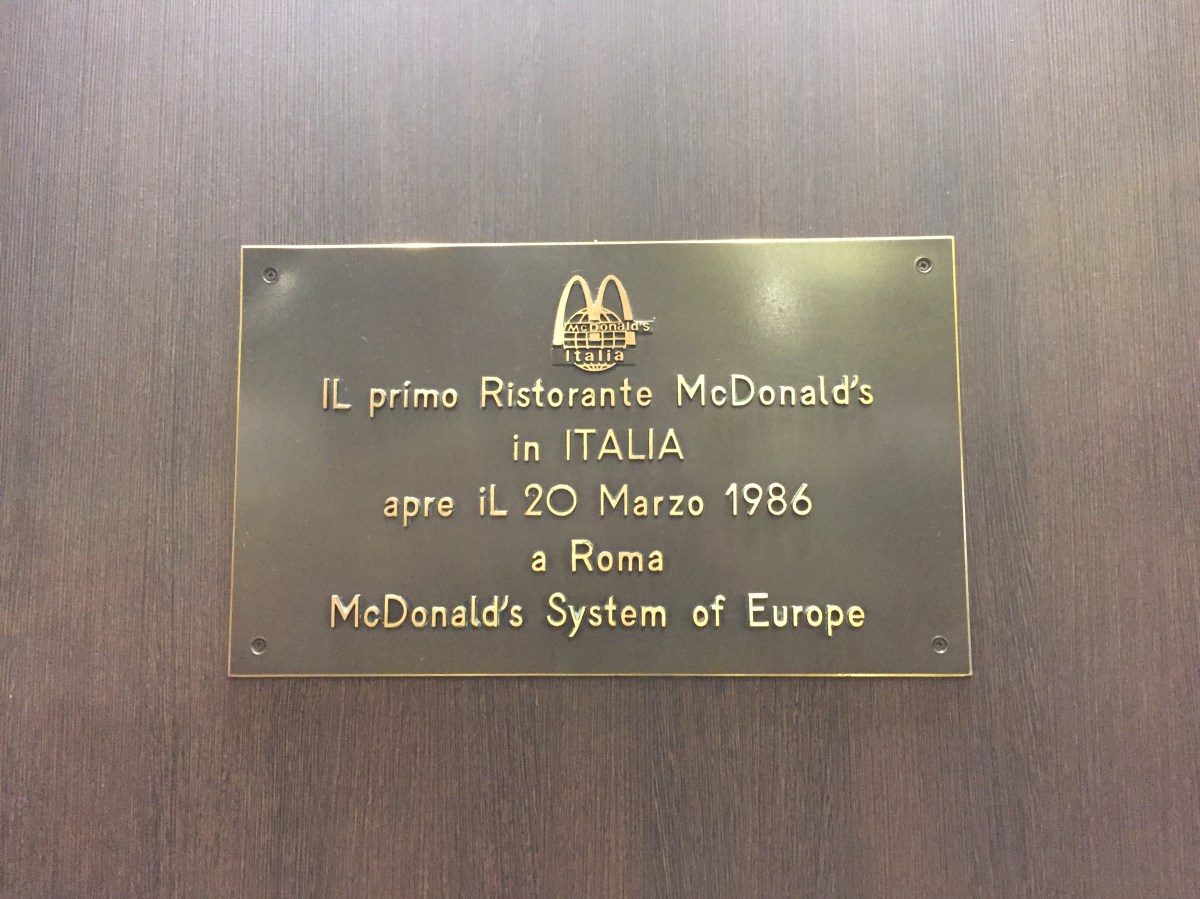 McDonald's
Italia
IL primo Ristorante McDonald's
in ITALIA
apre iL 20 Marzo 1986
a Roma
McDonald's System of Europe